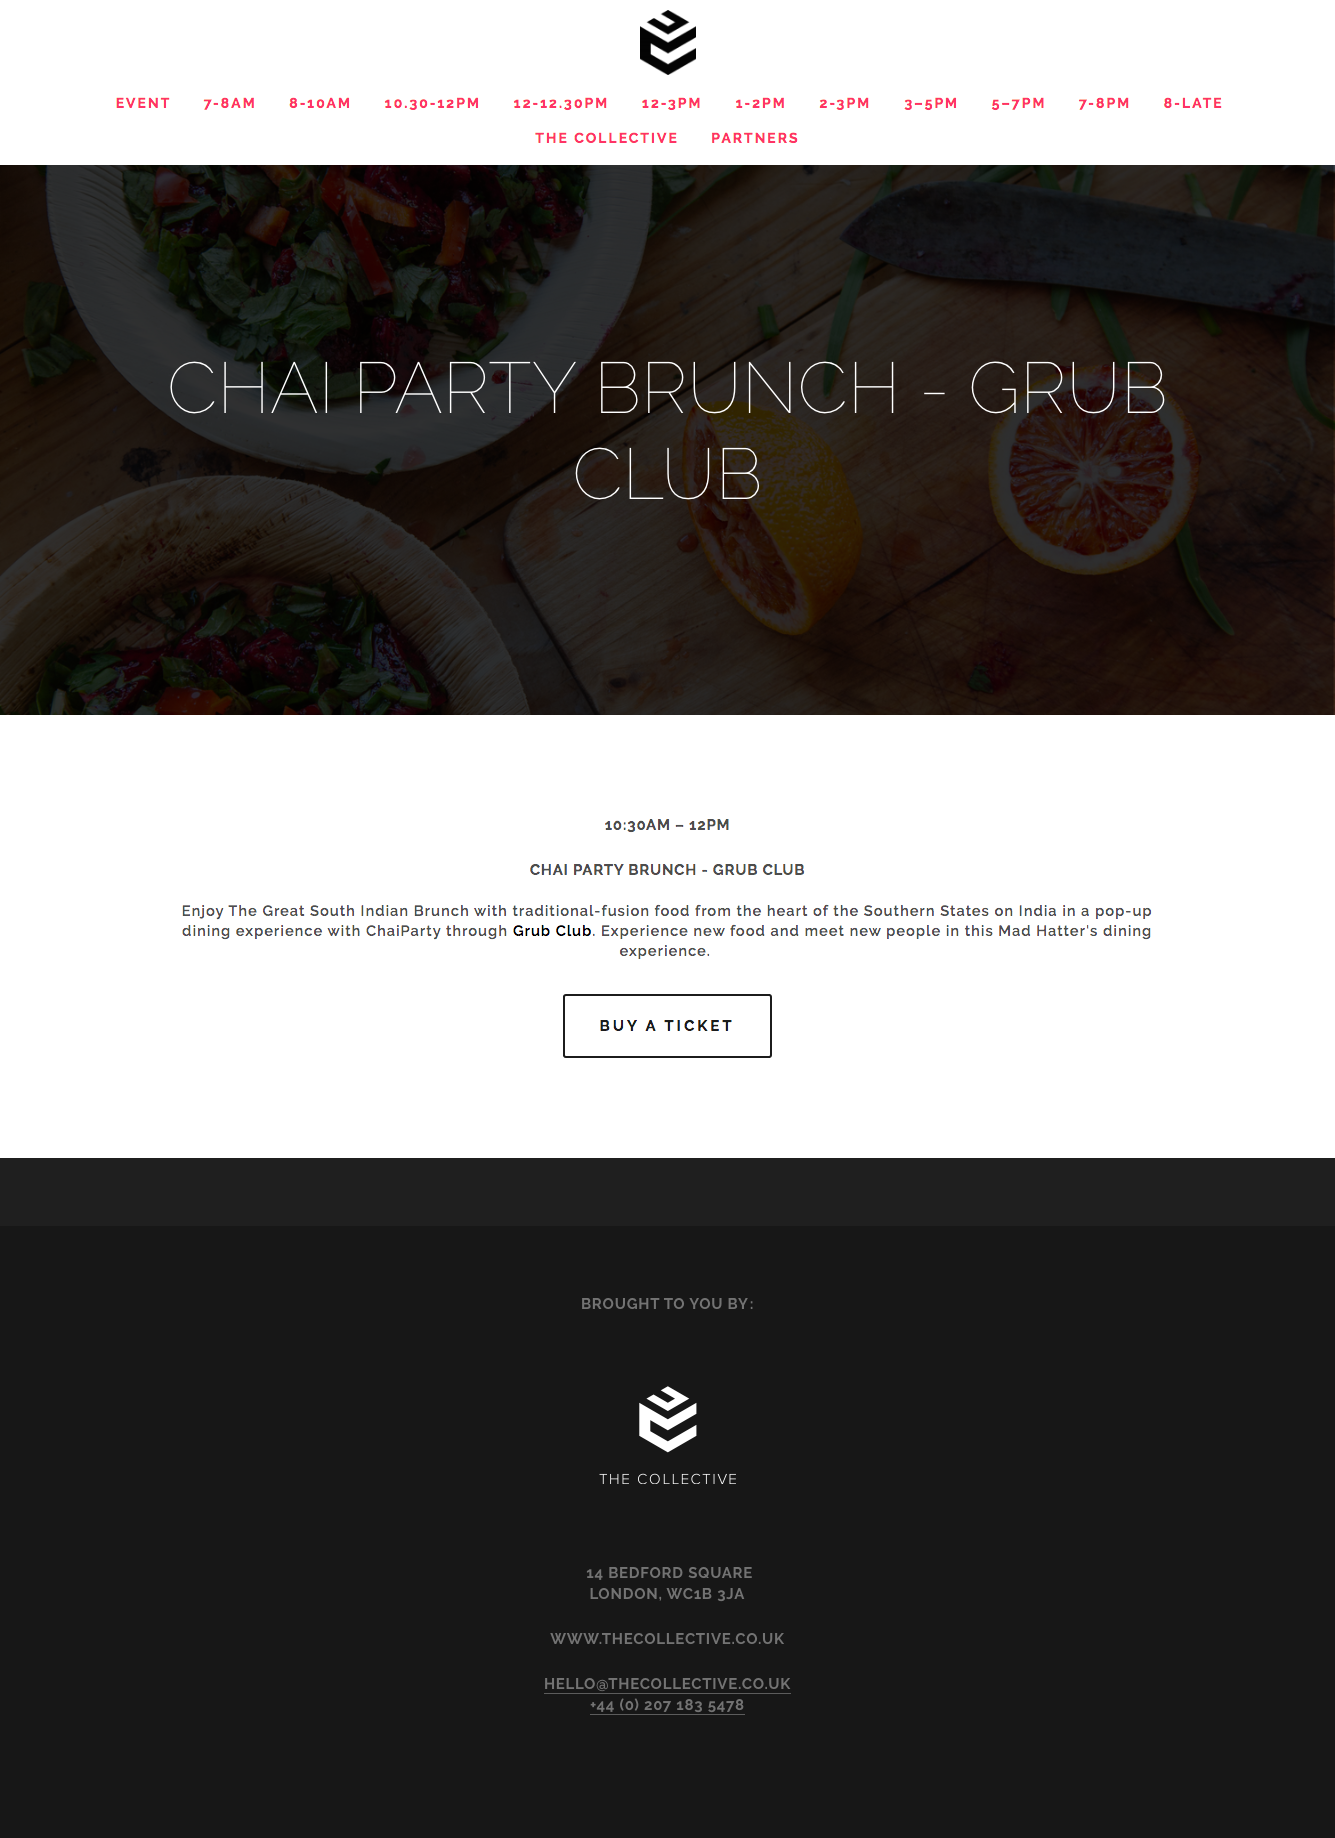 EVENT 7-8AM 8-10AM 10.30-12PM 12-12.30PM 12-3PM 1-2PM 2-3PM 3–5PM 5–7PM 7-8PM 8-LATE
THE COLLECTIVE PARTNERS
CHAI PARTY BRUNCH - GRUB
CLUB
10:30AM – 12PM
CHAI PARTY BRUNCH - GRUB CLUB
Enjoy The Great South Indian Brunch with traditional-fusion food from the heart of the Southern States on India in a pop-up
dining experience with ChaiParty through Grub Club. Experience new food and meet new people in this Mad Hatter's dining
experience.
BUY A TICKET
BROUGHT TO YOU BY:
THE COLLECTIVE
14 BEDFORD SQUARE
LONDON, WC1B 3JA
WWW.THECOLLECTIVE.CO.UK
HELLO@THECOLLECTIVE.CO.UK
+44 (0) 207 183 5478